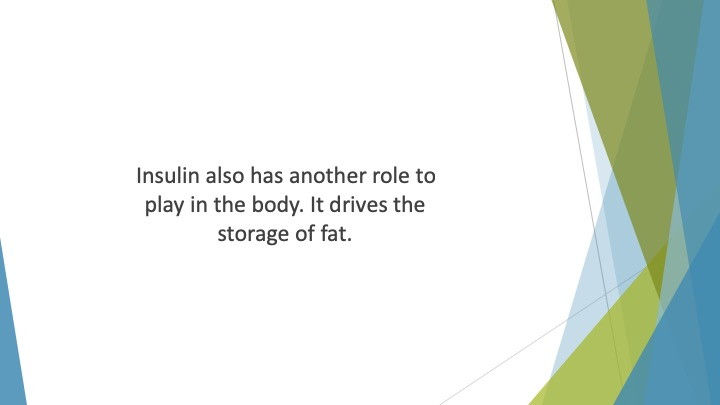 Insulin also has another role to
play in the body. It drives the
storage of fat.